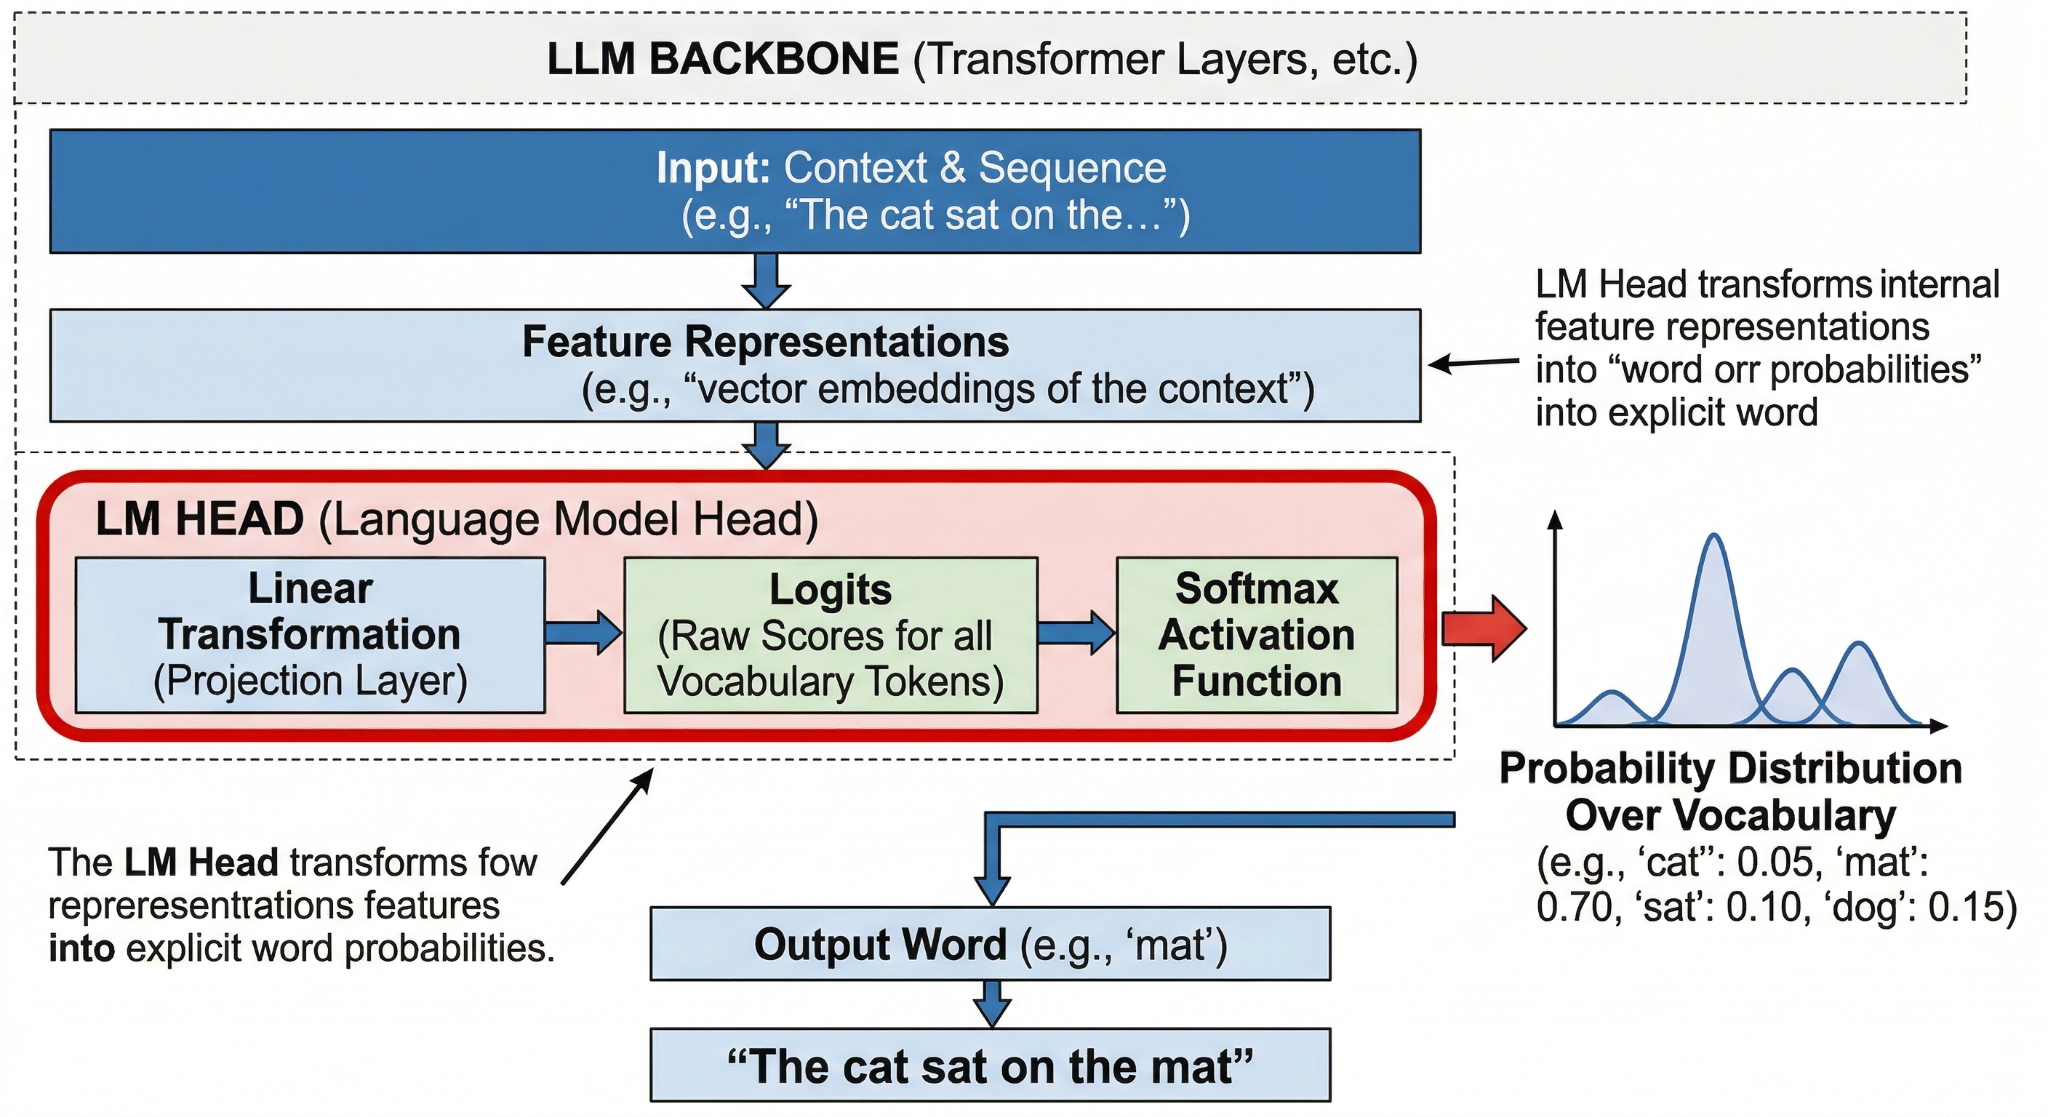 LLM BACKBONE (Transformer Layers, etc.)
Input: Context & Sequence
(e.g., “The cat sat on the…”)
Feature Representations
(e.g., “vector embeddings of the context”)
LM Head transforms internal
feature representations
into “word orr probabilities”
into explicit word
LM HEAD (Language Model Head)
Linear
Transformation
(Projection Layer)
Logits
(Raw Scores for all
Vocabulary Tokens)
Softmax
Activation
Function
Probability Distribution
Over Vocabulary
(e.g., ‘cat”: 0.05, ‘mat’:
0.70, ‘sat’: 0.10, ‘dog’: 0.15)
The LM Head transforms fow
repreresentrations features
into explicit word probabilities.
Output Word (e.g., ‘mat’)
“The cat sat on the mat”